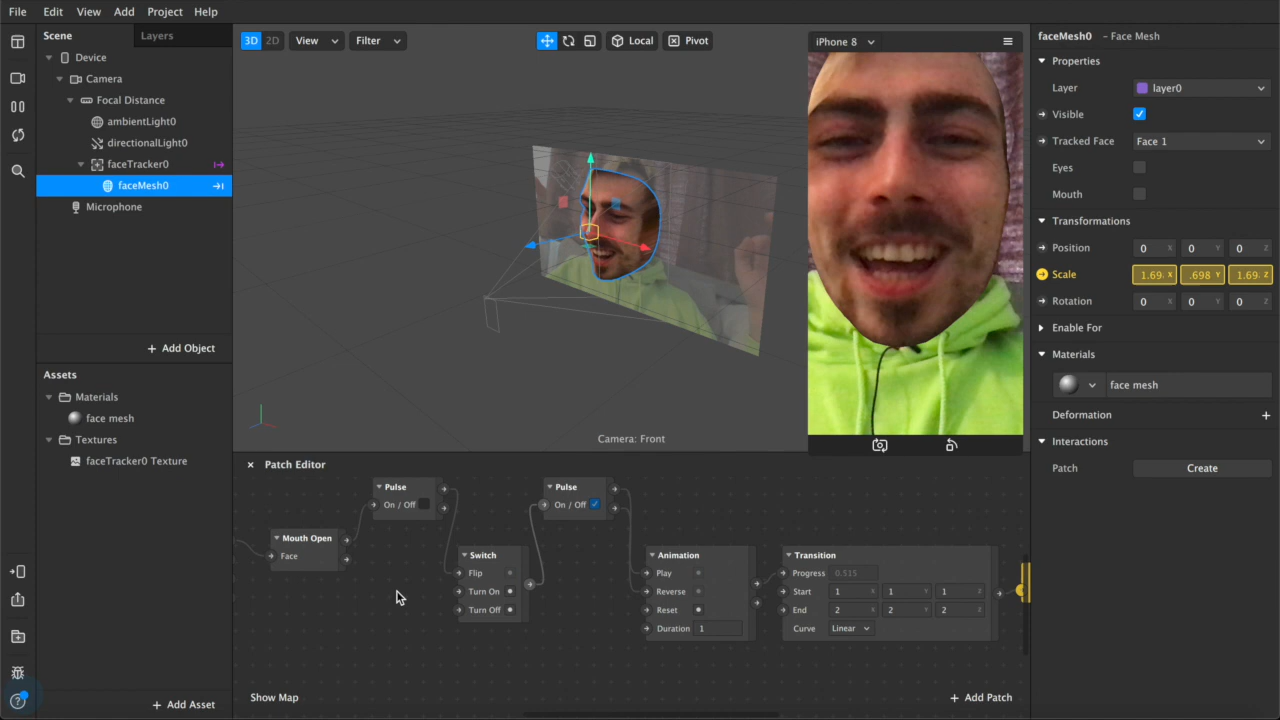 File Edit View Add Project Help
Scene Layers
Device
Camera
Focal Distance
ambientLight0
directionalLight0
faceTracker0
faceMesh0
Microphone
+ Add Object
Assets
Materials
face mesh
Textures
faceTracker0 Texture
+ Add Asset
3D 2D View Filter Local Pivot
Camera: Front
iPhone 8
× Patch Editor
Mouth Open
Face
Pulse
On / Off
Switch
Flip
Turn On
Turn Off
Pulse
On / Off
Animation
Play
Reverse
Reset
Duration 1
Transition
Progress 0.515
Start 1 X 1 Y 1 Z
End 2 X 2 Y 2 Z
Curve Linear
Show Map
+ Add Patch
faceMesh0 – Face Mesh
Properties
Layer layer0
Visible
Tracked Face Face 1
Eyes
Mouth
Transformations
Position 0 X 0 Y 0 Z
Scale 1.69. X .698 Y 1.69. Z
Rotation 0 X 0 Y 0 Z
Enable For
Materials
face mesh
Deformation +
Interactions
Patch Create